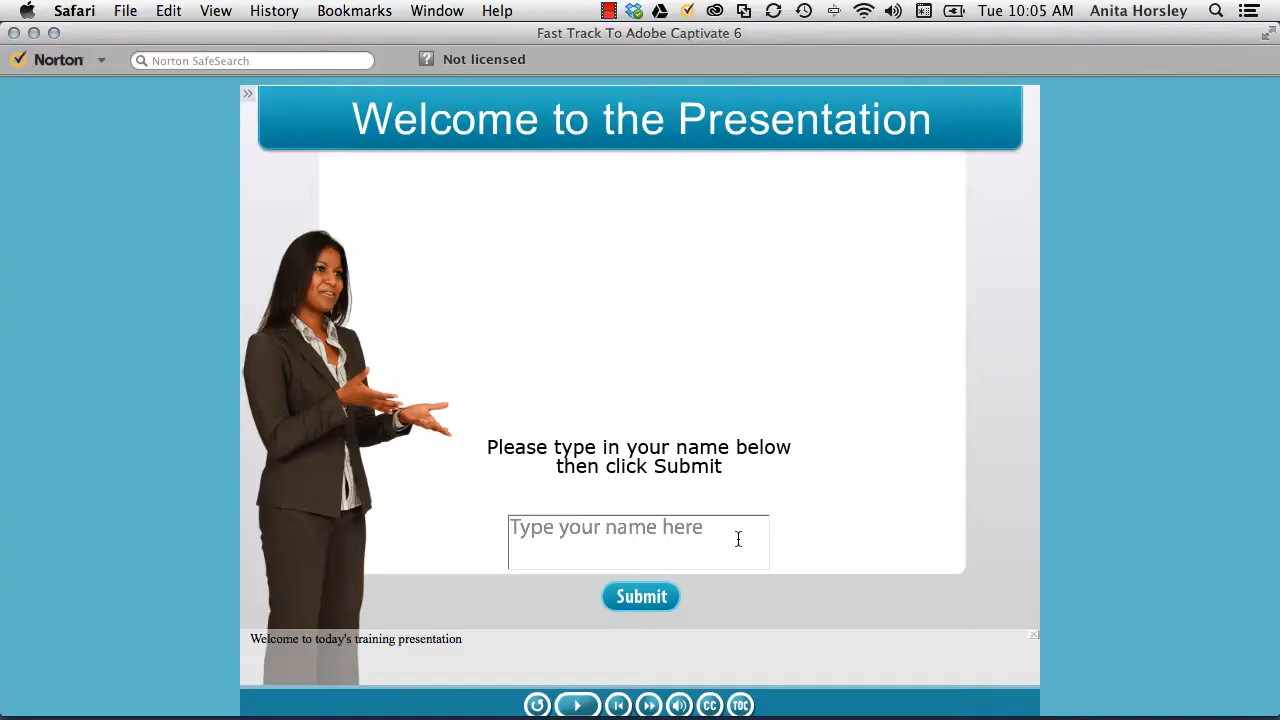 Safari File Edit View History Bookmarks Window Help Tue 10:05 AM Anita Horsley
Fast Track To Adobe Captivate 6
Norton Norton SafeSearch ? Not licensed
Welcome to the Presentation
Please type in your name below
then click Submit
Type your name here
Submit
Welcome to today's training presentation
CC TOC